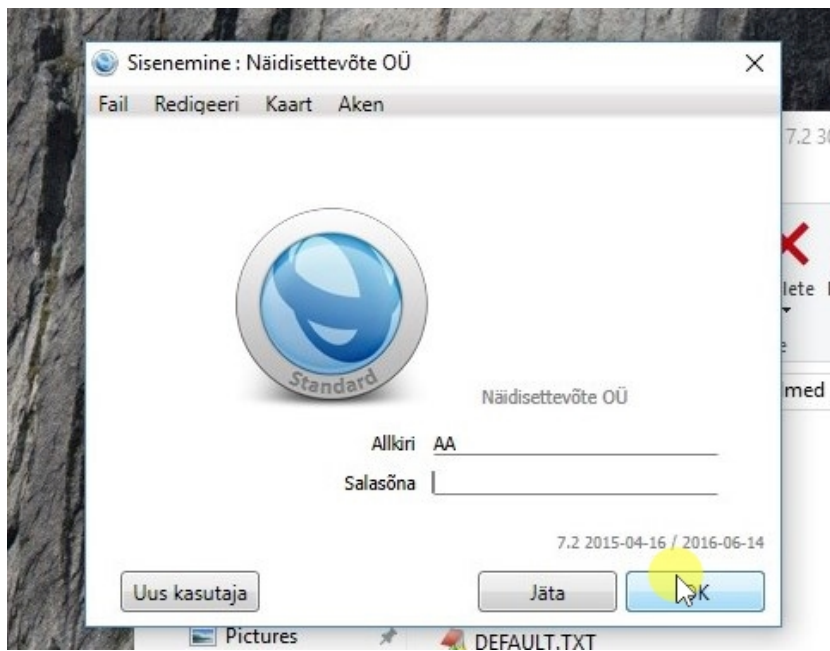 Sisenemine : Näidisettevõte OÜ
Fail Redigeeri Kaart Aken
7.2
lete
Standard
med
Näidisettevõte OÜ
Allkiri AA
Salasõna
7.2 2015-04-16 / 2016-06-14
Uus kasutaja Jäta OK
Pictures DEFAULT.TXT